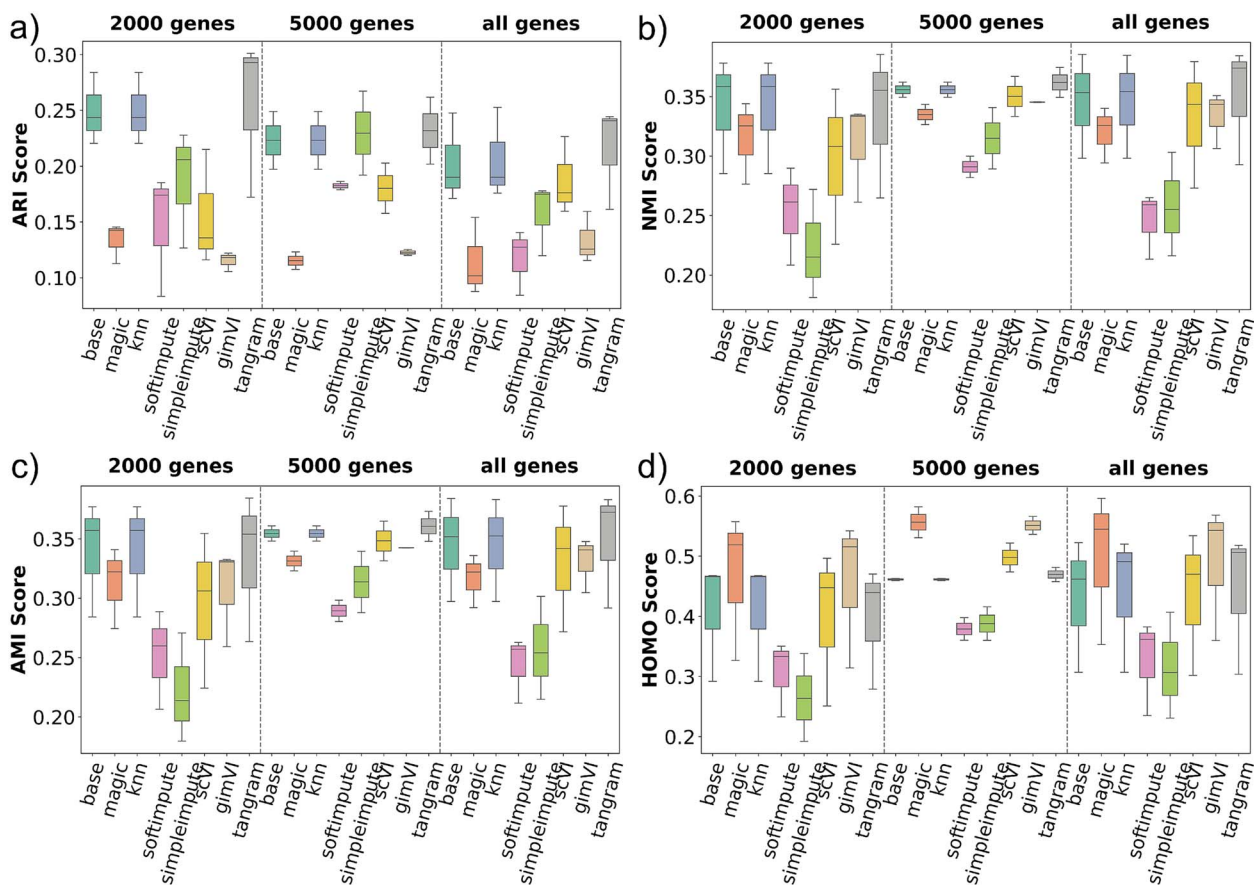 a)
2000 genes 5000 genes all genes
ARI Score
0.30
0.25
0.20
0.15
0.10
base magic knn softimpute simpleimpute scVI gimVI tangram base magic knn softimpute simpleimpute scVI gimVI tangram base magic knn softimpute simpleimpute scVI gimVI tangram
b)
2000 genes 5000 genes all genes
NMI Score
0.35
0.30
0.25
0.20
base magic knn softimpute simpleimpute scVI gimVI tangram base magic knn softimpute simpleimpute scVI gimVI tangram base magic knn softimpute simpleimpute scVI gimVI tangram
c)
2000 genes 5000 genes all genes
AMI Score
0.35
0.30
0.25
0.20
base magic knn softimpute simpleimpute scVI gimVI tangram base magic knn softimpute simpleimpute scVI gimVI tangram base magic knn softimpute simpleimpute scVI gimVI tangram
d)
2000 genes 5000 genes all genes
HOMO Score
0.6
0.5
0.4
0.3
0.2
base magic knn softimpute simpleimpute scVI gimVI tangram base magic knn softimpute simpleimpute scVI gimVI tangram base magic knn softimpute simpleimpute scVI gimVI tangram